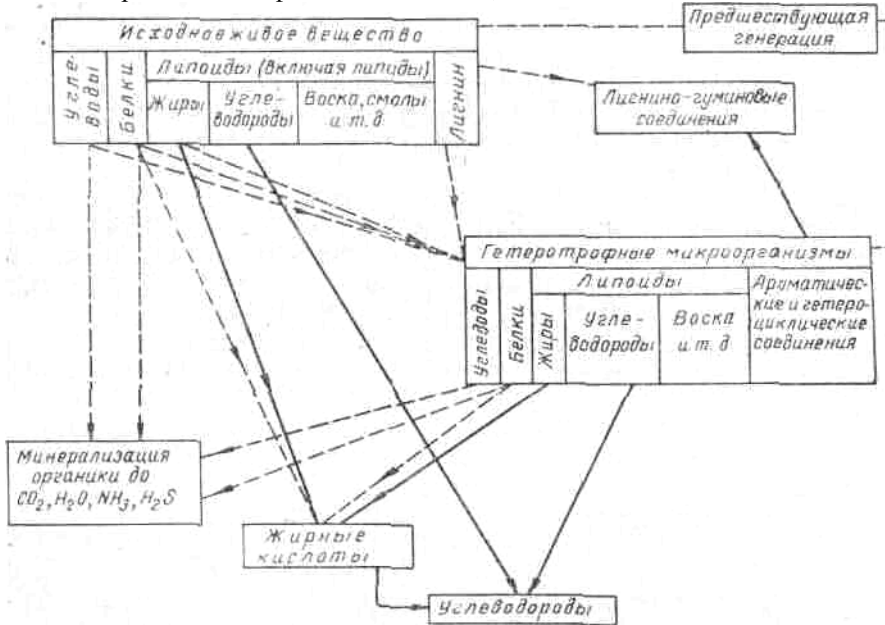 Исходное живое вещество
Угле-
воды
Белки
Липоиды (включая липиды)
Жиры
Угле-
водороды
Воска, смолы
и т. д
Лигнин
Предшествующая
генерация
Лигнино-гуминовые
соединения
Гетеротрофные микроорганизмы
Углеводы
Белки
Липоиды
Жиры
Угле-
водороды
Воска
и т. д
Ароматичес-
кие и гетеро-
циклические
соединения
Минерализация
органики до
CO₂, H₂O, NH₃, H₂S
Жирные
кислоты
Углеводороды